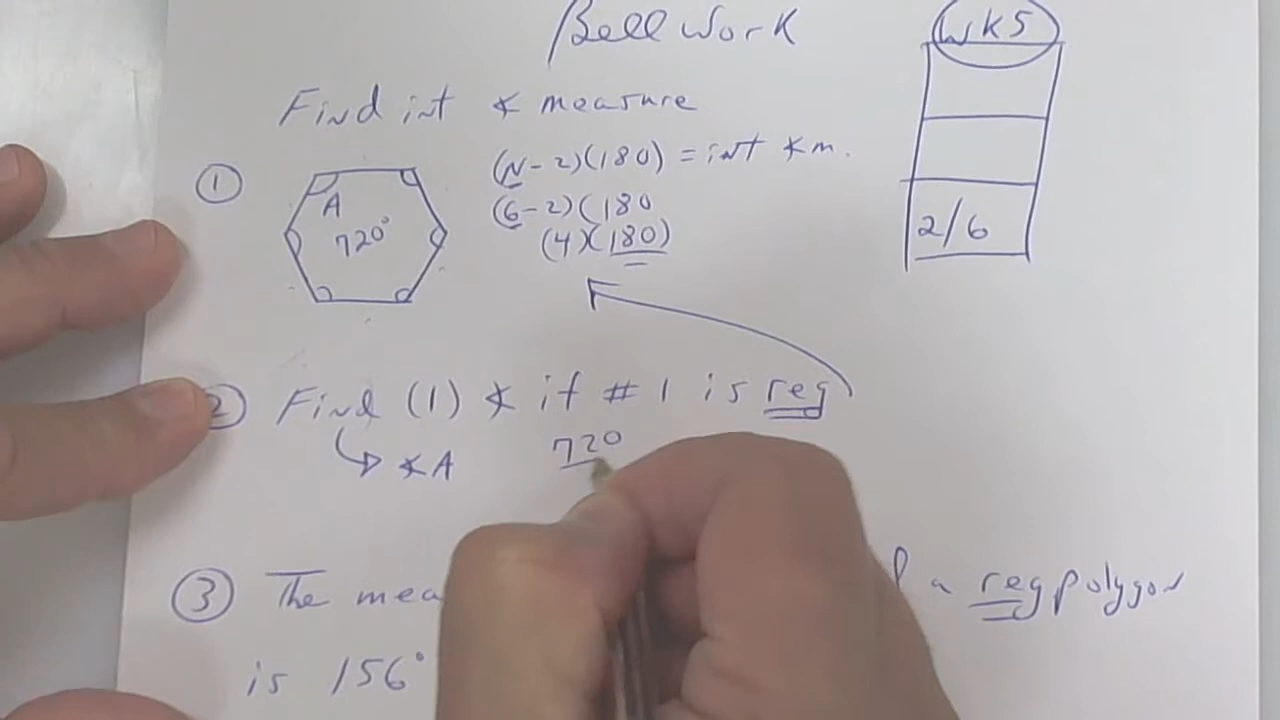 Bell Work
WKS
Find int ∡ measure
① (N-2)(180) = int ∡ m.
A
720°
(6-2)(180
(4)(180)
2/6
② Find (1) ∡ if # 1 is reg
→ ∡A 720
③ The mea a reg polygon
is 156°